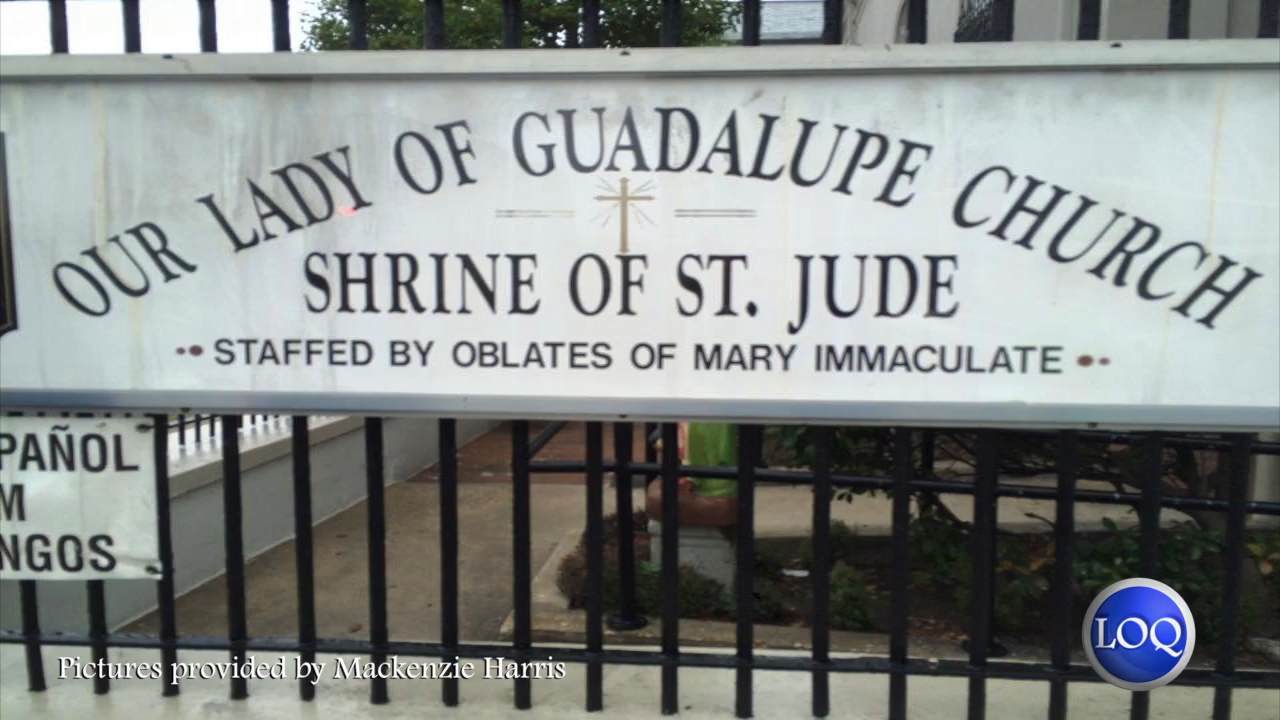 OUR LADY OF GUADALUPE CHURCH
SHRINE OF ST. JUDE
STAFFED BY OBLATES OF MARY IMMACULATE
PAÑOL
M
NGOS
Pictures provided by Mackenzie Harris
LOQ